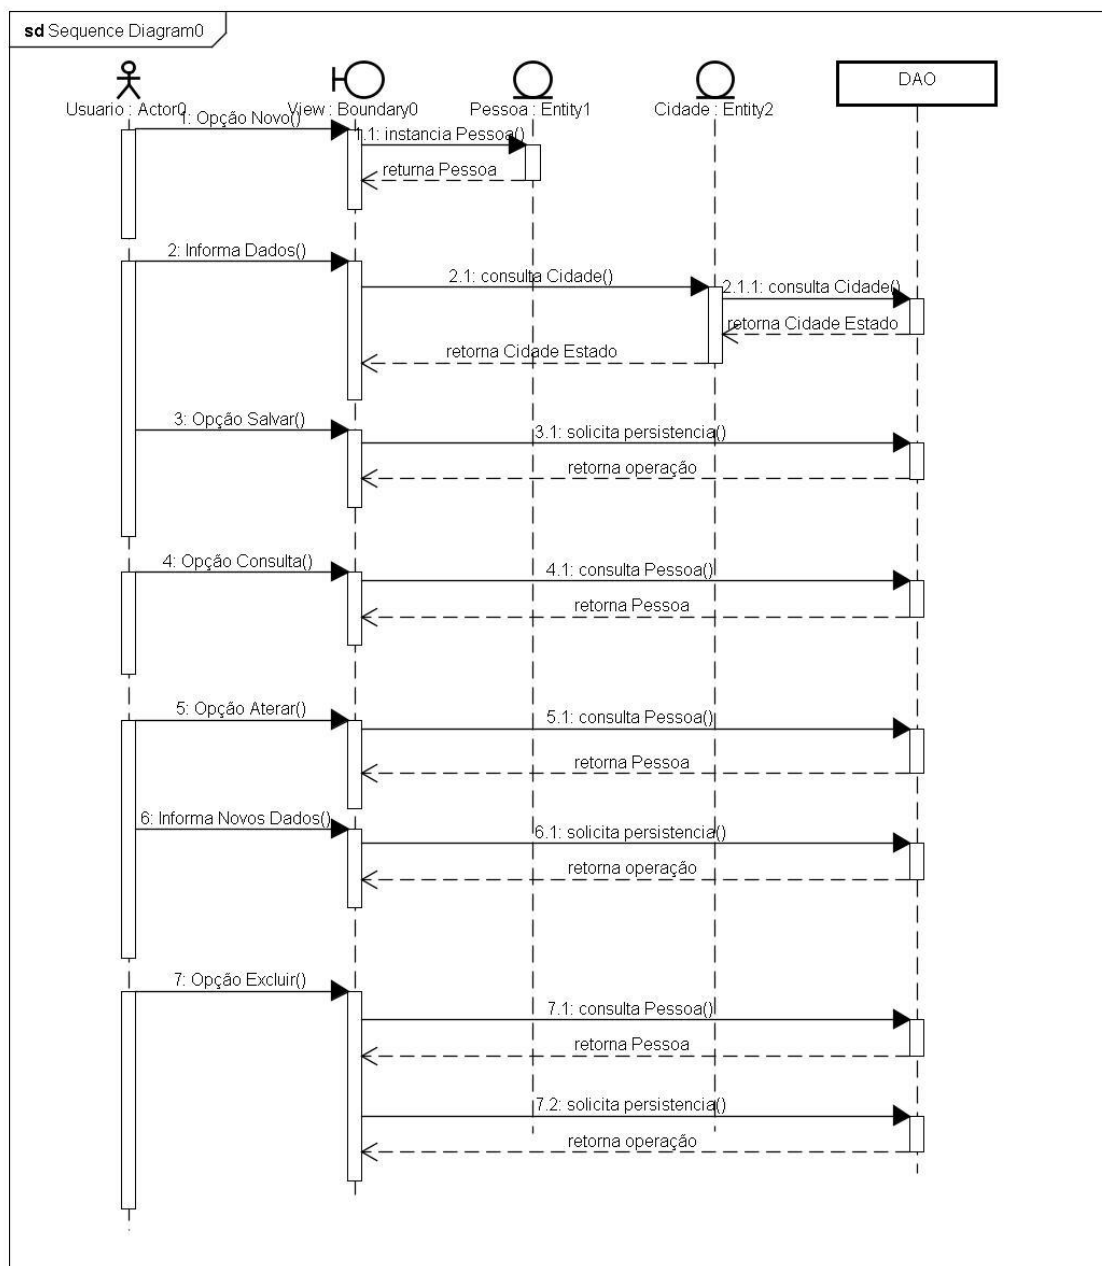 sd Sequence Diagram0
Usuario : Actor0
View : Boundary0
Pessoa : Entity1
Cidade : Entity2
DAO
1: Opção Novo()
1.1: instancia Pessoa()
returna Pessoa
2: Informa Dados()
2.1: consulta Cidade()
2.1.1: consulta Cidade()
retorna Cidade Estado
retorna Cidade Estado
3: Opção Salvar()
3.1: solicita persistencia()
retorna operação
4: Opção Consulta()
4.1: consulta Pessoa()
retorna Pessoa
5: Opção Aterar()
5.1: consulta Pessoa()
retorna Pessoa
6: Informa Novos Dados()
6.1: solicita persistencia()
retorna operação
7: Opção Excluir()
7.1: consulta Pessoa()
retorna Pessoa
7.2: solicita persistencia()
retorna operação